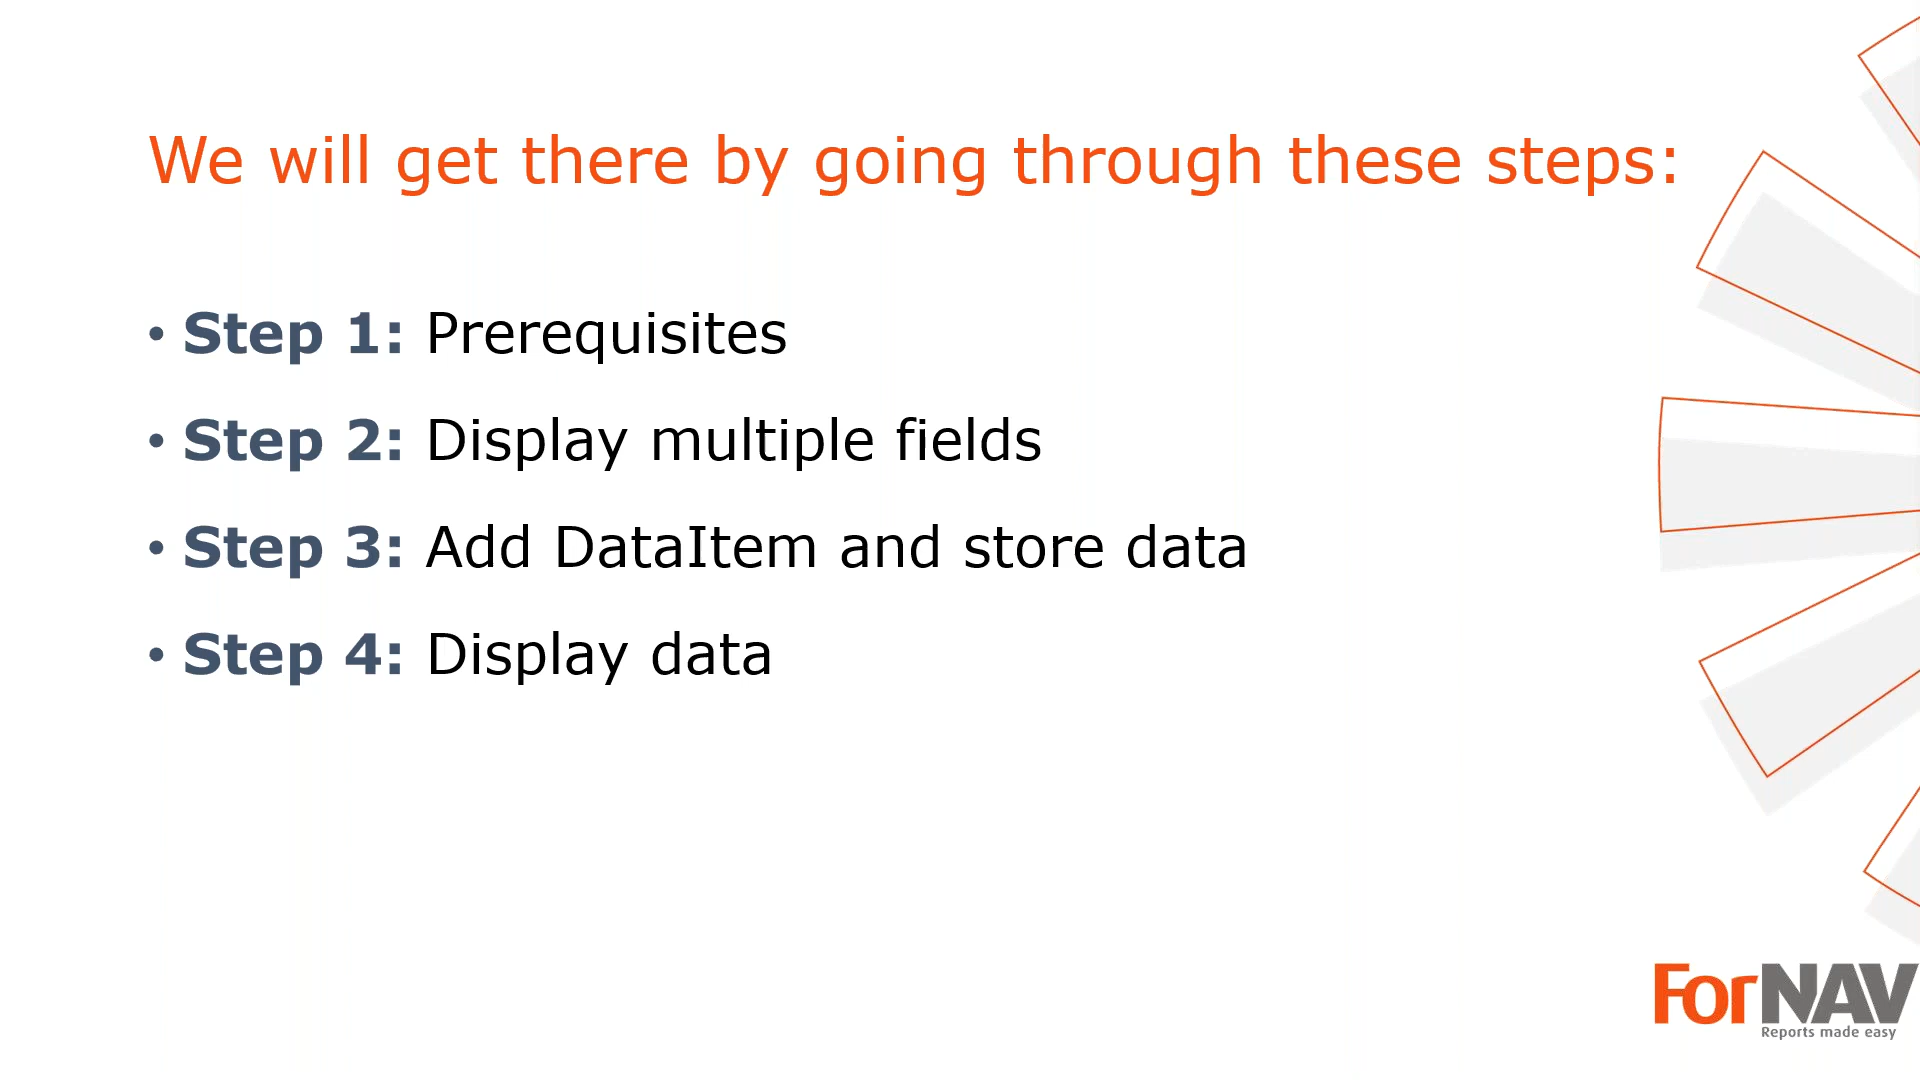 We will get there by going through these steps:
• Step 1: Prerequisites
• Step 2: Display multiple fields
• Step 3: Add DataItem and store data
• Step 4: Display data
ForNAV
Reports made easy